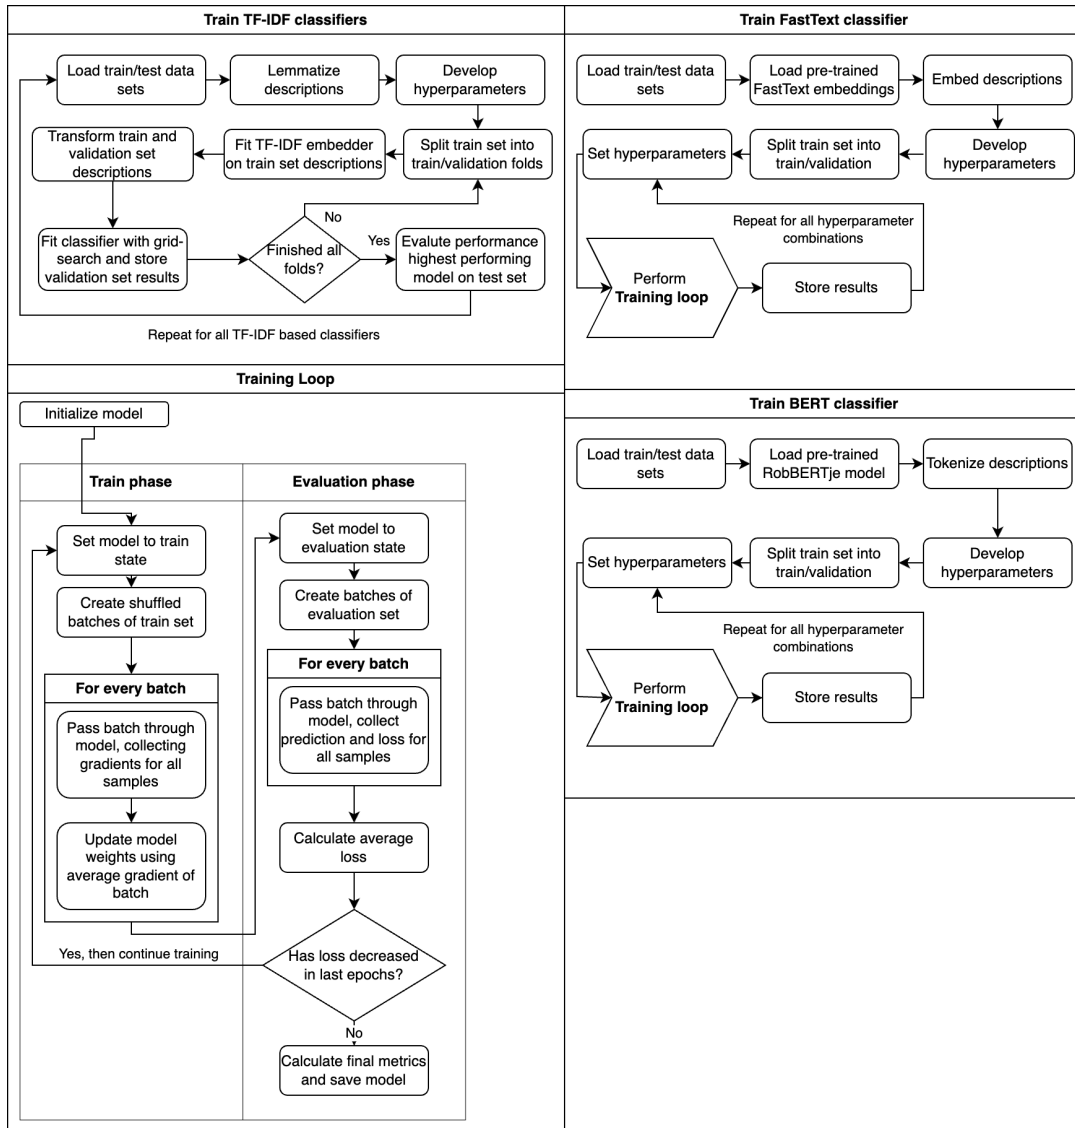 Train TF-IDF classifiers
Load train/test data
sets
Lemmatize
descriptions
Develop
hyperparameters
Split train set into
train/validation folds
Fit TF-IDF embedder
on train set descriptions
Transform train and
validation set
descriptions
Fit classifier with grid-
search and store
validation set results
Finished all
folds?
No
Yes
Evalute performance
highest performing
model on test set
Repeat for all TF-IDF based classifiers
Train FastText classifier
Load train/test data
sets
Load pre-trained
FastText embeddings
Embed descriptions
Develop
hyperparameters
Split train set into
train/validation
Set hyperparameters
Repeat for all hyperparameter
combinations
Perform
Training loop
Store results
Training Loop
Initialize model
Train phase
Set model to train
state
Create shuffled
batches of train set
For every batch
Pass batch through
model, collecting
gradients for all
samples
Update model
weights using
average gradient of
batch
Evaluation phase
Set model to
evaluation state
Create batches of
evaluation set
For every batch
Pass batch through
model, collect
prediction and loss for
all samples
Calculate average
loss
Has loss decreased
in last epochs?
Yes, then continue training
No
Calculate final metrics
and save model
Train BERT classifier
Load train/test data
sets
Load pre-trained
RobBERTje model
Tokenize descriptions
Develop
hyperparameters
Split train set into
train/validation
Set hyperparameters
Repeat for all hyperparameter
combinations
Perform
Training loop
Store results